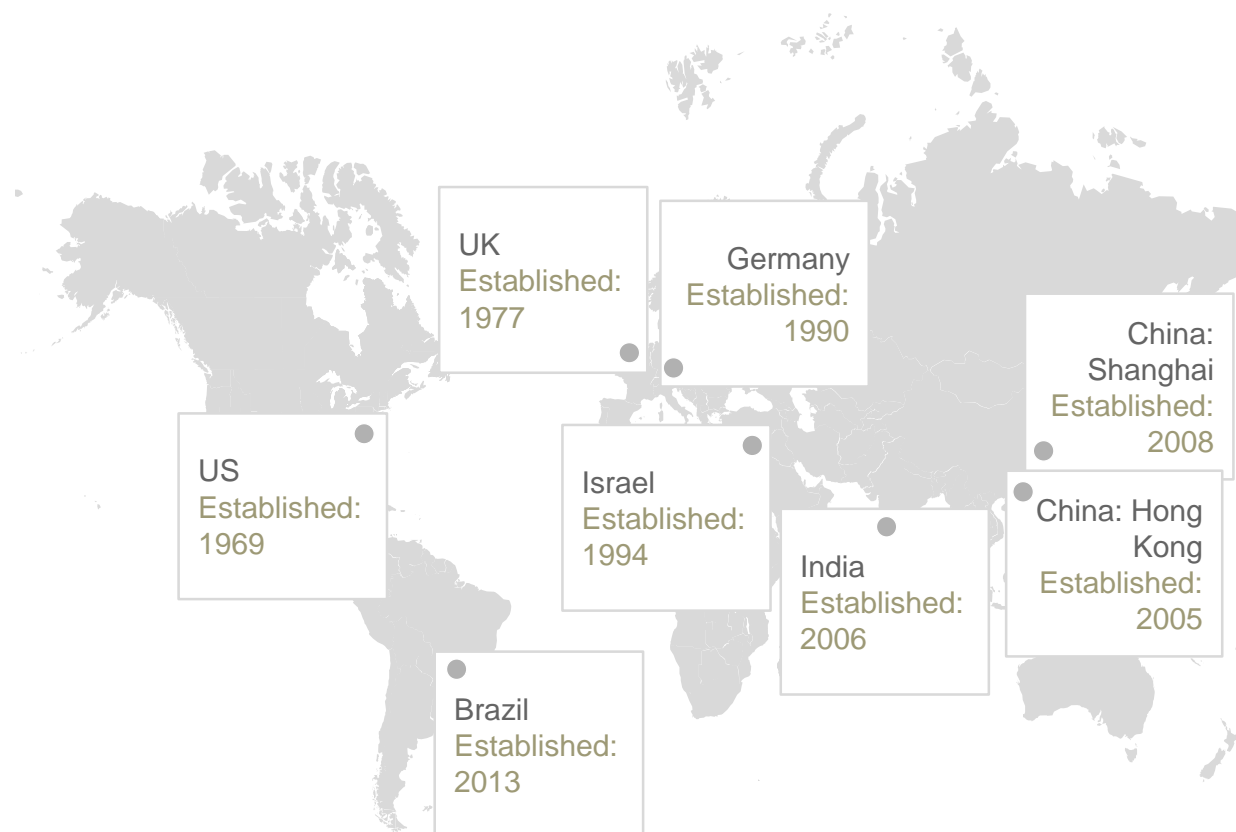 UK
Established:
1977
Germany
Established:
1990
China:
Shanghai
Established:
2008
US
Established:
1969
Israel
Established:
1994
India
Established:
2006
China: Hong
Kong
Established:
2005
Brazil
Established:
2013